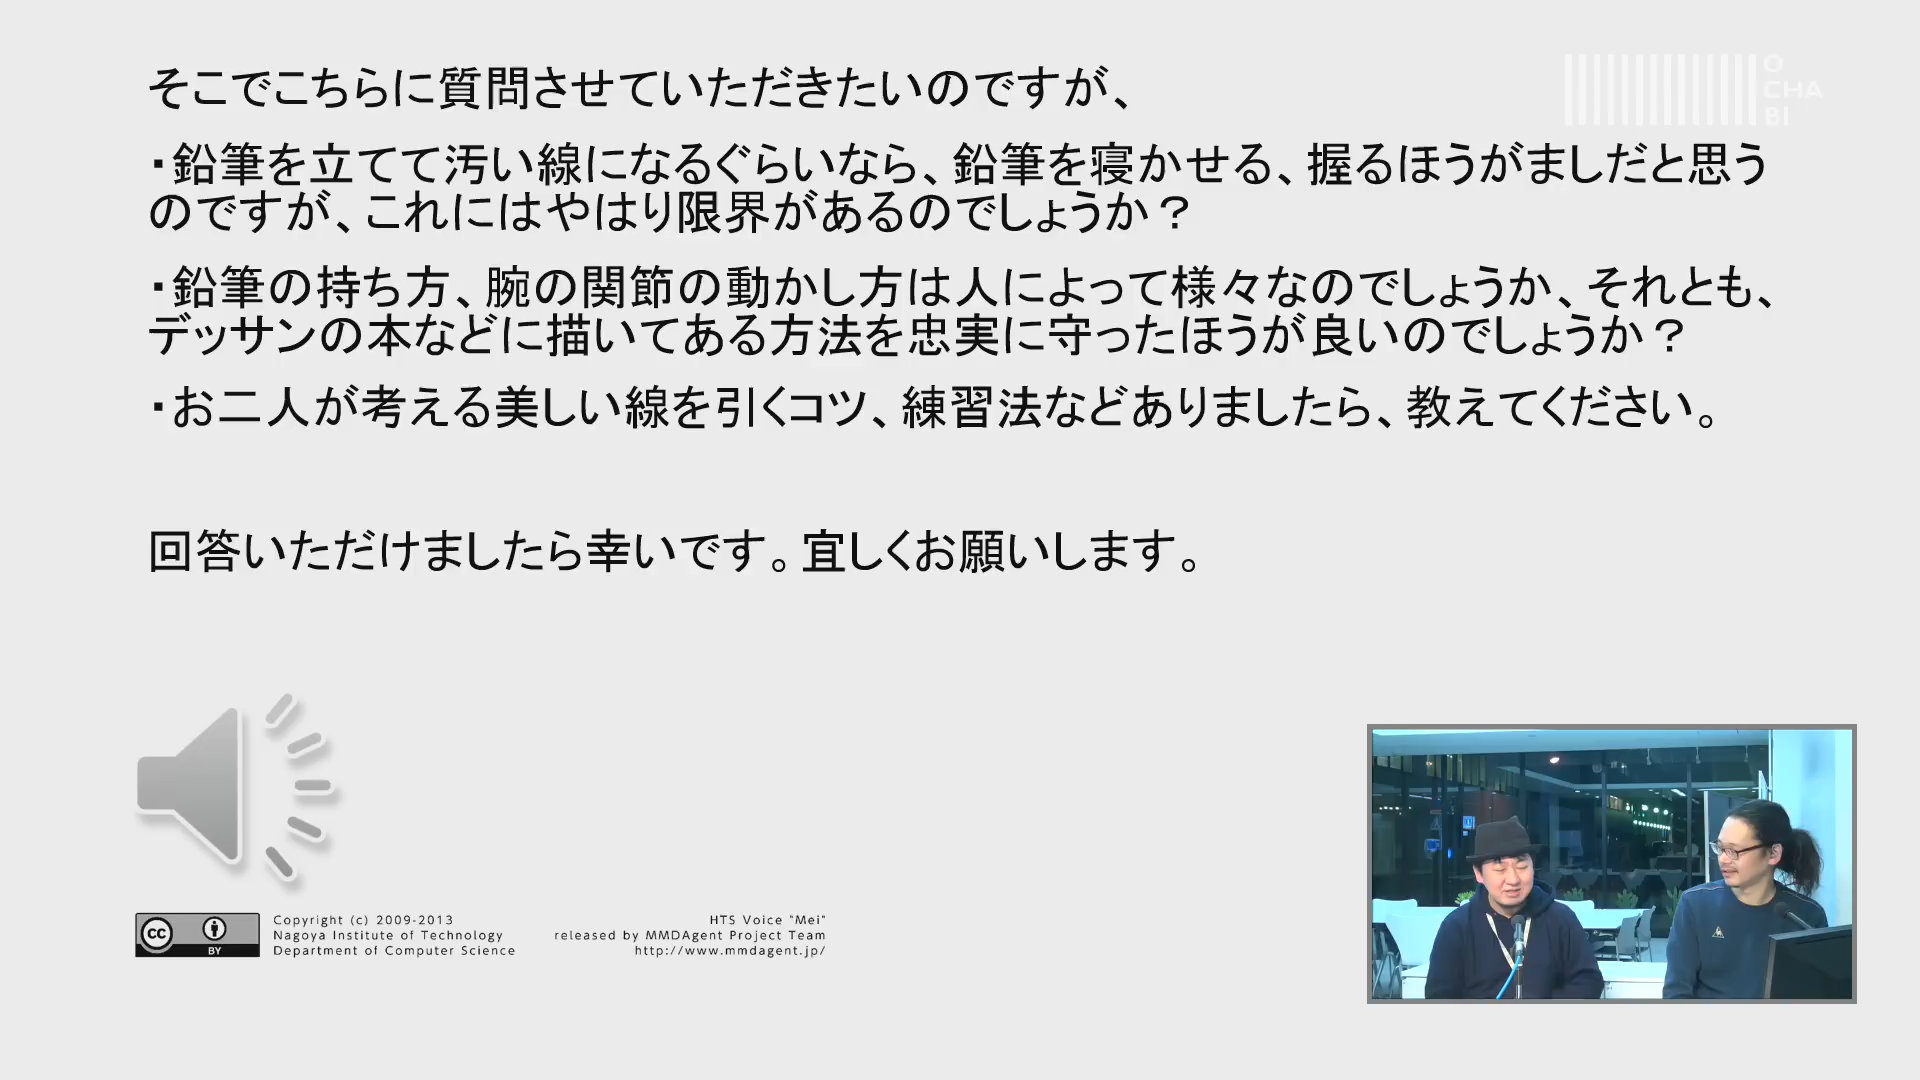 そこでこちらに質問させていただきたいのですが、
・鉛筆を立てて汚い線になるぐらいなら、鉛筆を寝かせる、握るほうがましだと思う
のですが、これにはやはり限界があるのでしょうか？
・鉛筆の持ち方、腕の関節の動かし方は人によって様々なのでしょうか、それとも、
デッサンの本などに描いてある方法を忠実に守ったほうが良いのでしょうか？
・お二人が考える美しい線を引くコツ、練習法などありましたら、教えてください。
回答いただけましたら幸いです。宜しくお願いします。
O
CHA
BI
cc
BY
Copyright (c) 2009-2013
Nagoya Institute of Technology
Department of Computer Science
HTS Voice "Mei"
released by MMDAgent Project Team
http://www.mmdagent.jp/